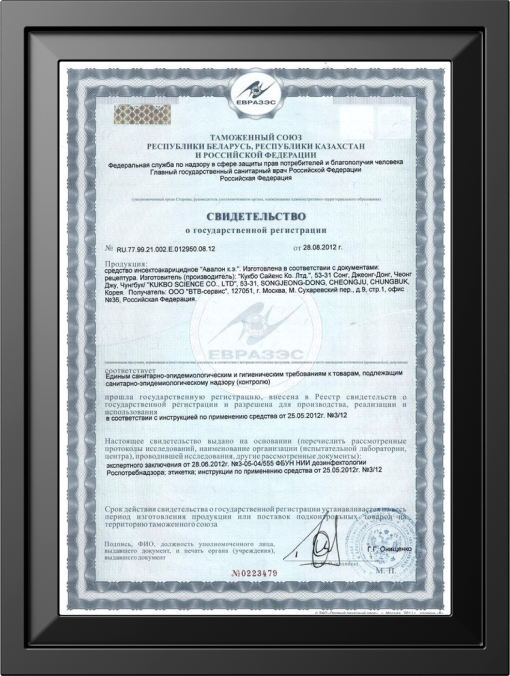 ЕВРАЗЭС
ТАМОЖЕННЫЙ СОЮЗ
РЕСПУБЛИКИ БЕЛАРУСЬ, РЕСПУБЛИКИ КАЗАХСТАН
И РОССИЙСКОЙ ФЕДЕРАЦИИ
Федеральная служба по надзору в сфере защиты прав потребителей и благополучия человека
Главный государственный санитарный врач Российской Федерации
Российская Федерация
(уполномоченный орган Стороны, руководитель уполномоченного органа, наименование административно-территориального образования)
СВИДЕТЕЛЬСТВО
о государственной регистрации
№ RU.77.99.21.002.Е.012950.08.12 от 28.08.2012 г.
Продукция:
средство инсектоакарицидное "Авалон к.э.". Изготовлена в соответствии с документами:
рецептура. Изготовитель (производитель): "Кукбо Сайенс Ко. Лтд.", 53-31 Сонг, Джеонг-Донг, Чеонг
Джу, Чунгбук/ "KUKBO SCIENCE CO., LTD", 53-31, SONGJEONG-DONG, CHEONGJU, CHUNGBUK,
Корея. Получатель: ООО "ВТВ-сервис", 127051, г. Москва, М. Сухаревский пер., д.9, стр.1, офис
№36, Российская Федерация.
ЕВРАЗЭС
соответствует
Единым санитарно-эпидемиологическим и гигиеническим требованиям к товарам, подлежащим
санитарно-эпидемиологическому надзору (контролю)
прошла государственную регистрацию, внесена в Реестр свидетельств о
государственной регистрации и разрешена для производства, реализации и
использования
в соответствии с инструкцией по применению средства от 25.05.2012г. №3/12
Настоящее свидетельство выдано на основании (перечислить рассмотренные
протоколы исследований, наименование организации (испытательной лаборатории,
центра), проводившей исследования, другие рассмотренные документы):
экспертного заключения от 28.06.2012г. №3-05-04/555 ФБУН НИИ дезинфектологии
Роспотребнадзора; этикетка; инструкции по применению средства от 25.05.2012г. №3/12
Срок действия свидетельства о государственной регистрации устанавливается на весь
период изготовления продукции или поставок подконтрольных товаров на
территорию таможенного союза
Подпись, ФИО, должность уполномоченного лица,
выдавшего документ, и печать органа (учреждения),
выдавшего документ
Г.Г. Онищенко
№0223479
М. П.